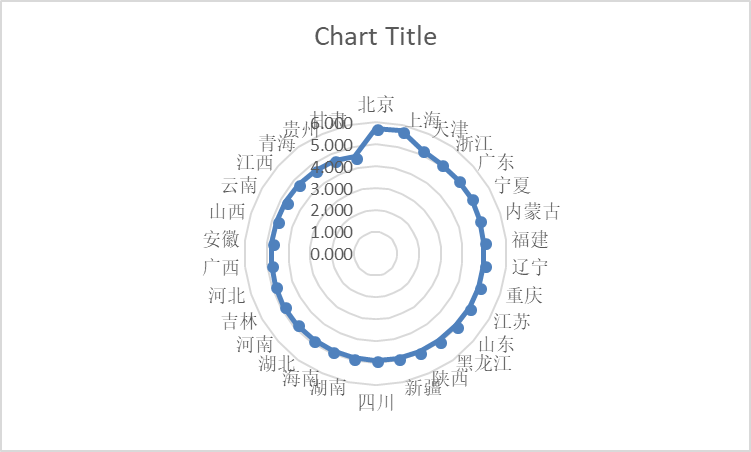 Chart Title
北京
上海
天津
浙江
广东
宁夏
内蒙古
福建
辽宁
重庆
江苏
山东
黑龙江
陕西
新疆
四川
湖南
海南
湖北
河南
吉林
河北
广西
安徽
山西
云南
江西
青海
贵州
甘肃
6.000
5.000
4.000
3.000
2.000
1.000
0.000